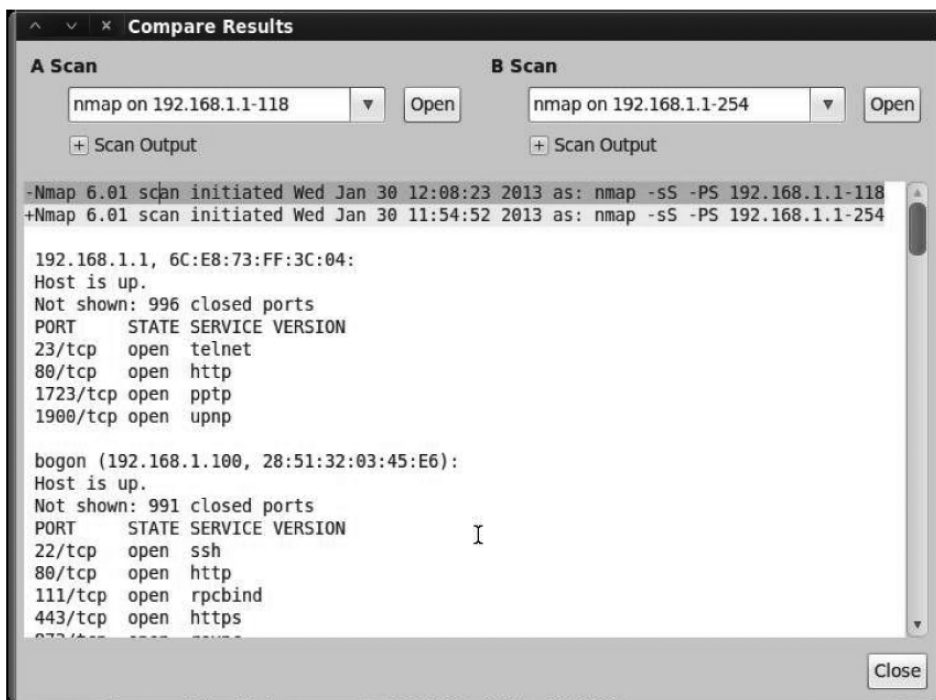 Compare Results
A Scan
B Scan
nmap on 192.168.1.1-118
Open
nmap on 192.168.1.1-254
Open
Scan Output
Scan Output
-Nmap 6.01 scan initiated Wed Jan 30 12:08:23 2013 as: nmap -sS -PS 192.168.1.1-118
+Nmap 6.01 scan initiated Wed Jan 30 11:54:52 2013 as: nmap -sS -PS 192.168.1.1-254
192.168.1.1, 6C:E8:73:FF:3C:04:
Host is up.
Not shown: 996 closed ports
PORT STATE SERVICE VERSION
23/tcp open telnet
80/tcp open http
1723/tcp open pptp
1900/tcp open upnp
bogon (192.168.1.100, 28:51:32:03:45:E6):
Host is up.
Not shown: 991 closed ports
PORT STATE SERVICE VERSION
22/tcp open ssh
80/tcp open http
111/tcp open rpcbind
443/tcp open https
Close